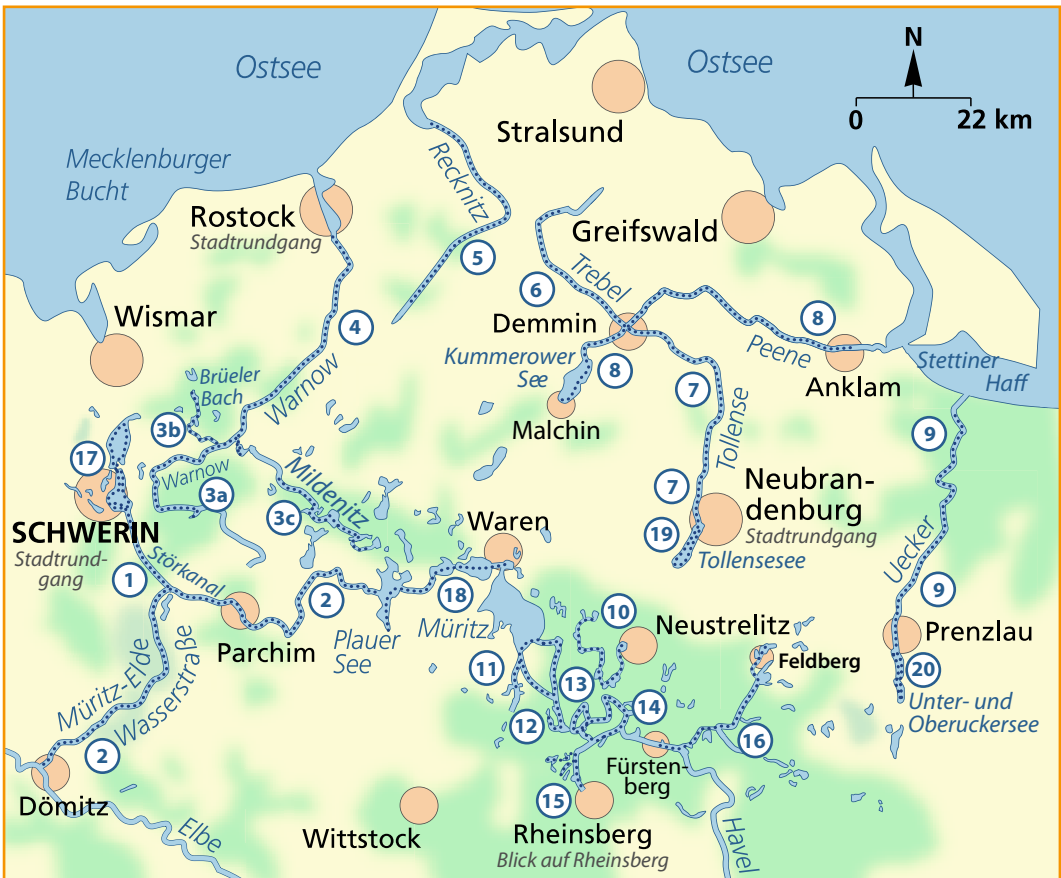 Ostsee
Ostsee
N
0 22 km
Stralsund
Mecklenburger
Bucht
Recknitz
Rostock
Stadtrundgang
Greifswald
5
Trebel
6
Wismar
4
Demmin
8
Peene
Kummerower
See
8
Anklam
Stettiner
Haff
Brüeler
Bach
Warnow
7
Tollense
Malchin
3b
9
17
Warnow
3a
Mildenitz
7
Neubran-
denburg
Stadtrundgang
SCHWERIN
Stadtrund-
gang
3c
Waren
19
Tollensesee
Uecker
1
Störkanal
2
18
9
Parchim
Plauer
See
Müritz
10
Neustrelitz
Feldberg
Prenzlau
Müritz-Elde
Wasserstraße
11
13
14
20
12
16
Unter- und
Oberuckersee
2
Fürsten-
berg
Dömitz
15
Elbe
Wittstock
Rheinsberg
Blick auf Rheinsberg
Havel